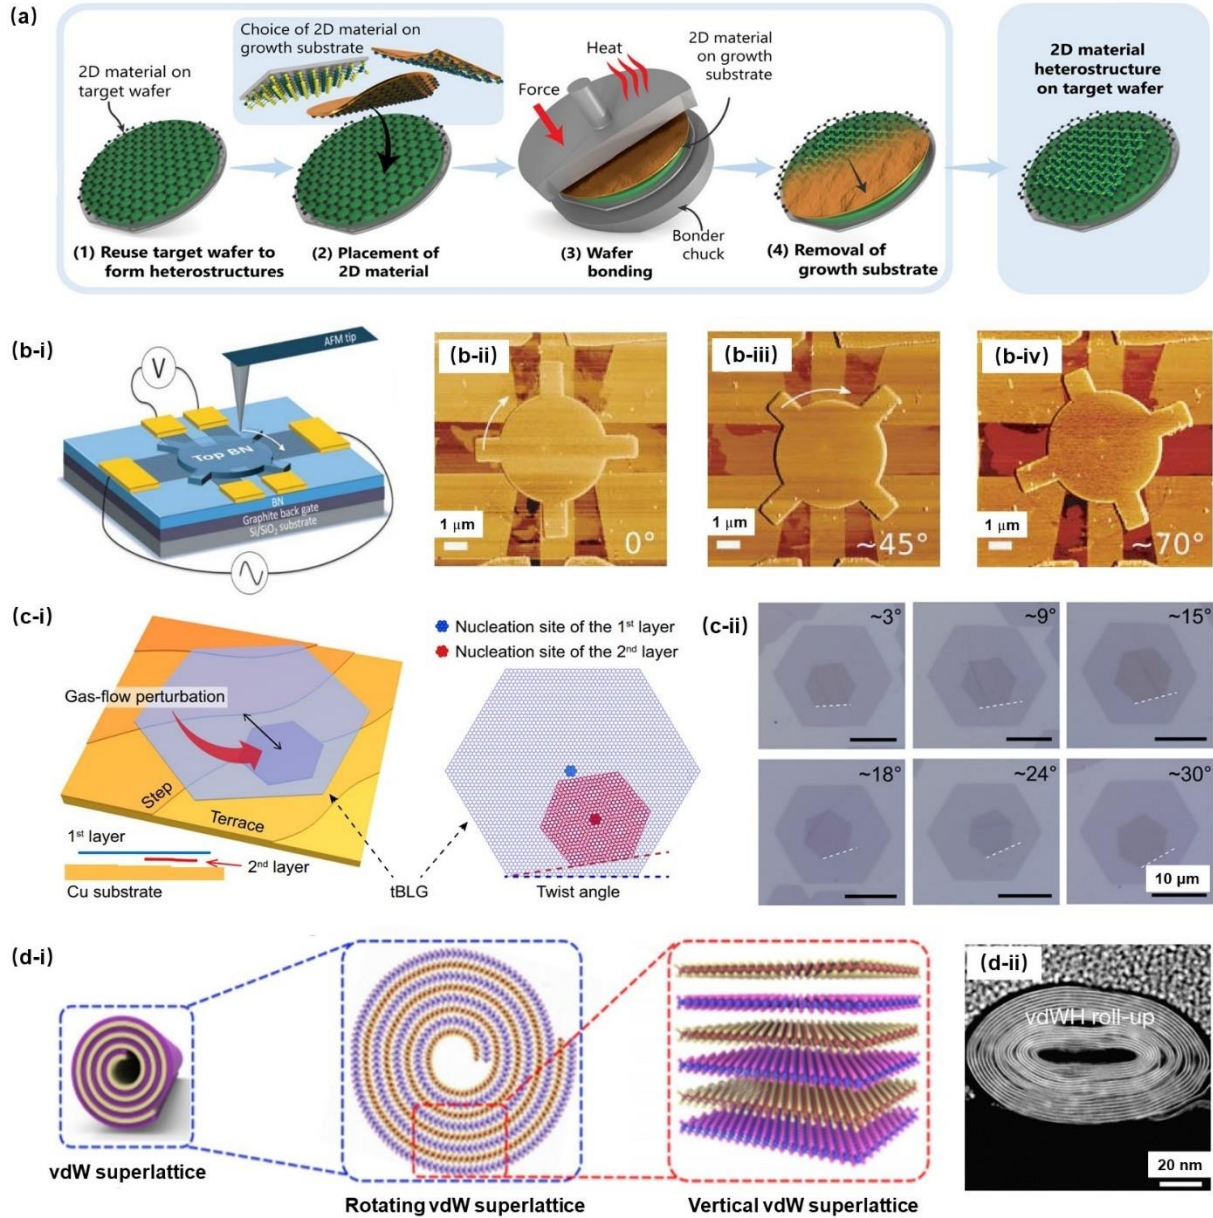 (a)
Choice of 2D material on
growth substrate
2D material on
target wafer
Force
Heat
2D material
on growth
substrate
Bonder
chuck
(1) Reuse target wafer to
form heterostructures
(2) Placement of
2D material
(3) Wafer
bonding
(4) Removal of
growth substrate
2D material
heterostructure
on target wafer
(b-i)
AFM tip
V
Top BN
BN
Graphite back gate
Si/SiO₂ substrate
(b-ii)
1 μm
0°
(b-iii)
1 μm
~45°
(b-iv)
1 μm
~70°
(c-i)
Gas-flow perturbation
Step
Terrace
1st layer
2nd layer
Cu substrate
tBLG
Nucleation site of the 1st layer
Nucleation site of the 2nd layer
Twist angle
(c-ii)
~3°
~9°
~15°
~18°
~24°
~30°
10 μm
(d-i)
vdW superlattice
Rotating vdW superlattice
Vertical vdW superlattice
(d-ii)
vdWH roll-up
20 nm